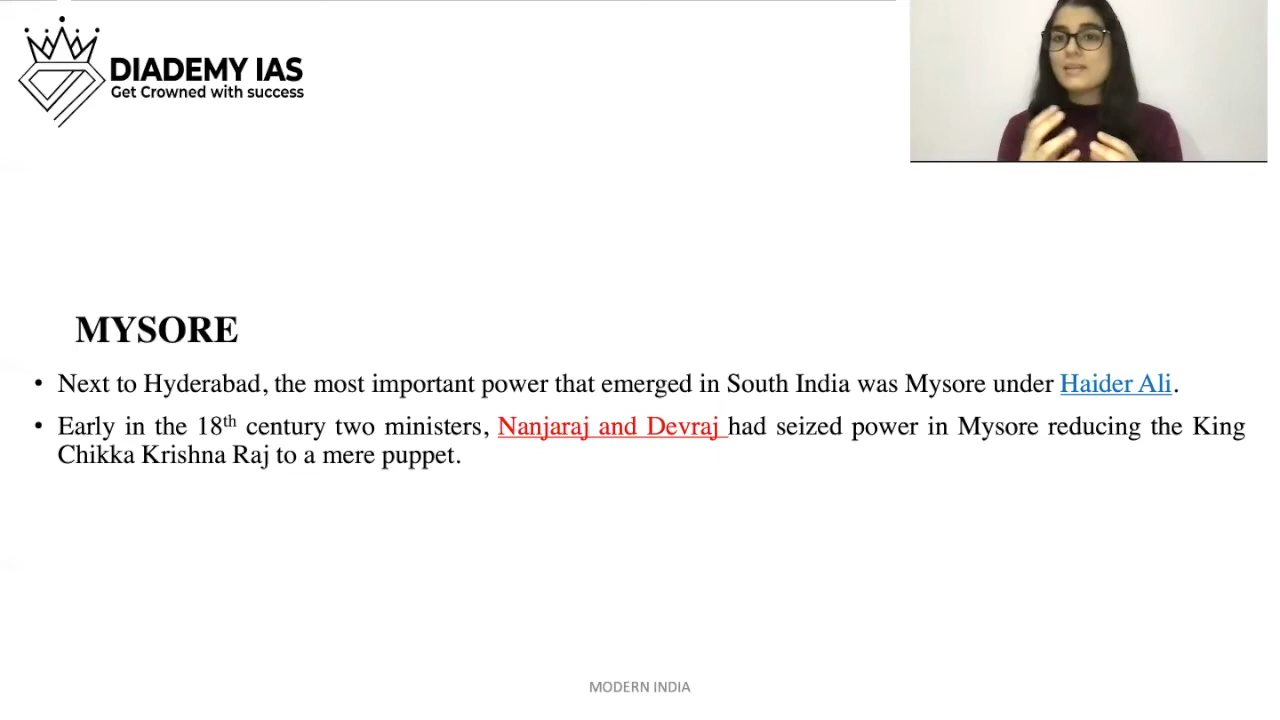 DIADEMY IAS
Get Crowned with success
MYSORE
• Next to Hyderabad, the most important power that emerged in South India was Mysore under Haider Ali.
• Early in the 18th century two ministers, Nanjaraj and Devraj had seized power in Mysore reducing the King
Chikka Krishna Raj to a mere puppet.
MODERN INDIA